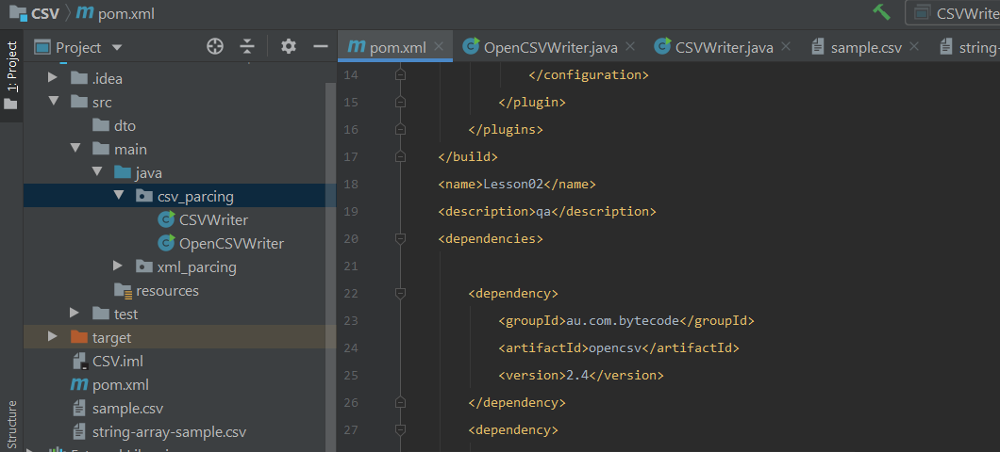 CSV pom.xml CSVWrite
1: Project
Project
pom.xml OpenCSVWriter.java CSVWriter.java sample.csv string-
.idea
src
dto
main
java
csv_parcing
CSVWriter
OpenCSVWriter
xml_parcing
resources
test
target
CSV.iml
pom.xml
sample.csv
string-array-sample.csv
Structure
14 </configuration>
15 </plugin>
16 </plugins>
17 </build>
18 <name>Lesson02</name>
19 <description>qa</description>
20 <dependencies>
21
22 <dependency>
23 <groupId>au.com.bytecode</groupId>
24 <artifactId>opencsv</artifactId>
25 <version>2.4</version>
26 </dependency>
27 <dependency>